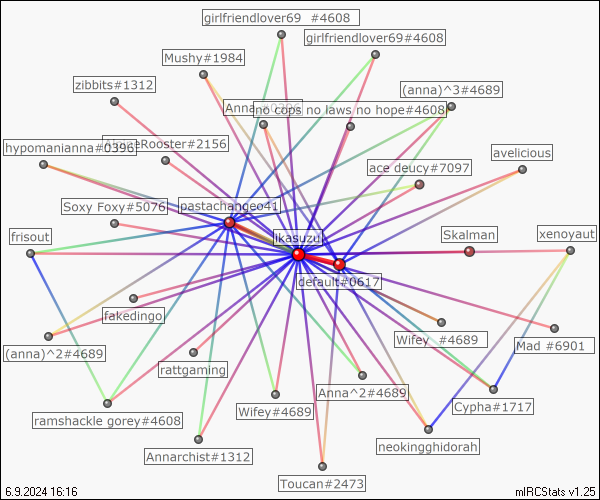 girlfriendlover69 #4608
girlfriendlover69#4608
Mushy#1984
zibbits#1312
(anna)^3#4689
no cops no laws no hope#4608
hypomanianna#0396
Rooster#2156
avelicious
ace deucy#7097
Soxy Foxy#5076
pastachangeo41
frisout
ikasuzu
Skalman
xenoyaut
default#0617
fakedingo
Wifey #4689
Mad #6901
(anna)^2#4689
rattgaming
Anna^2#4689
Wifey#4689
Cypha#1717
ramshackle gorey#4608
neokingghidorah
Annarchist#1312
Toucan#2473
6.9.2024 16:16
mIRCStats v1.25